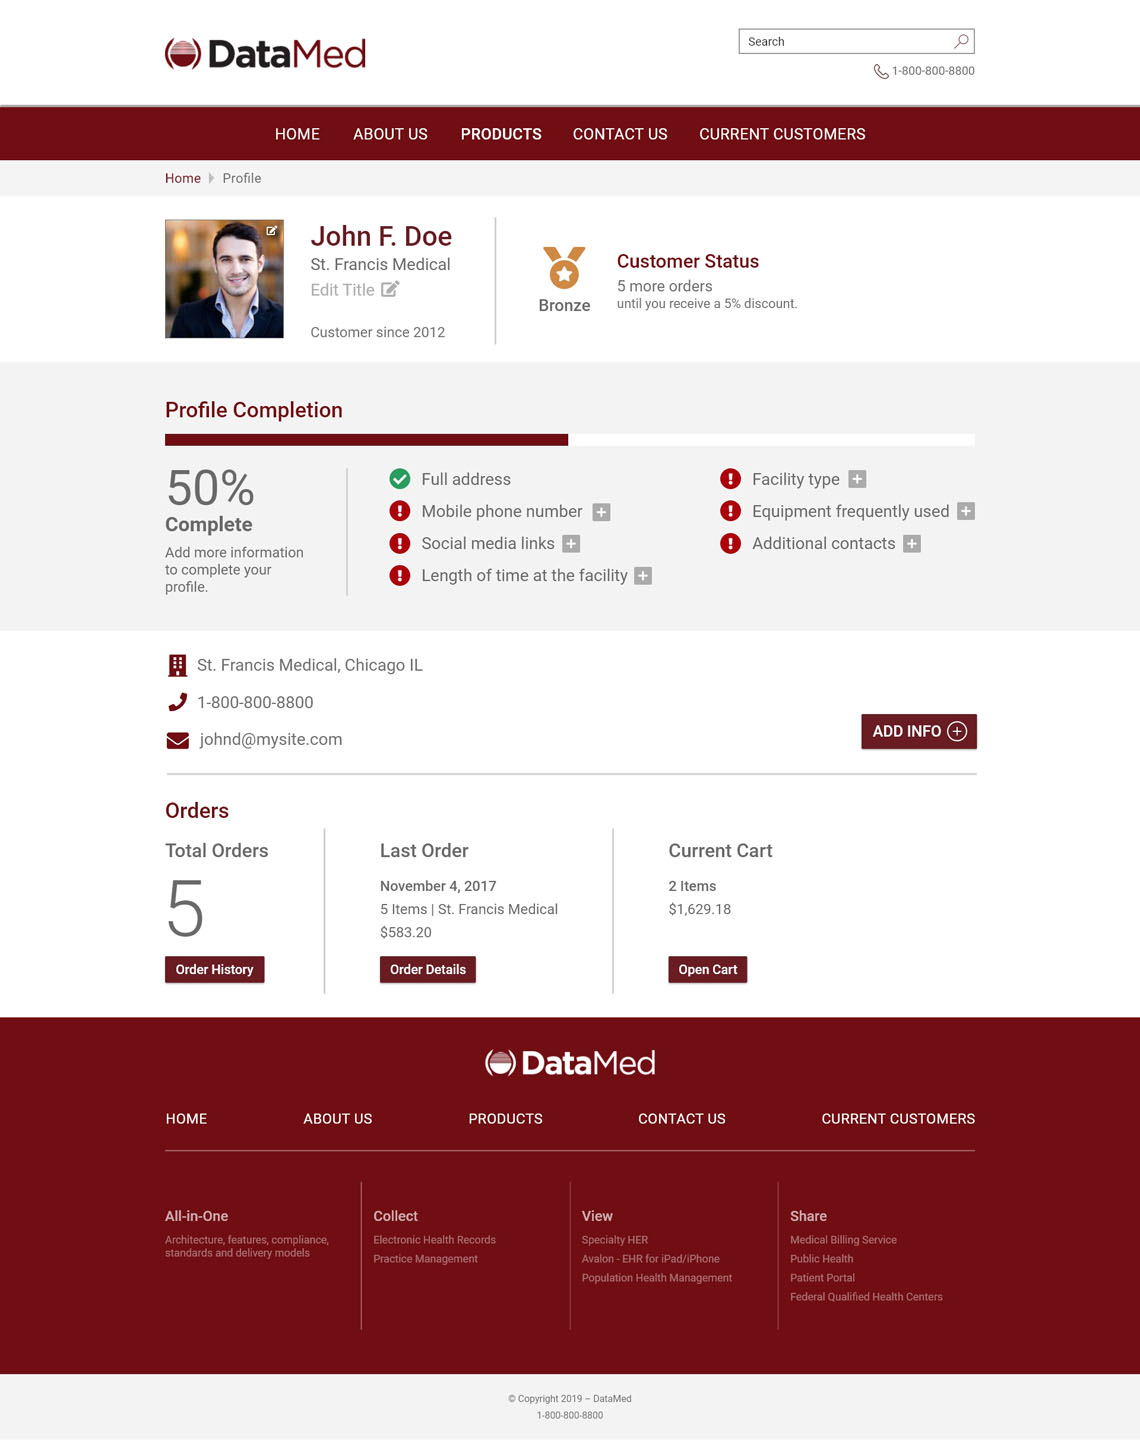 DataMed
Search
1-800-800-8800
HOME ABOUT US PRODUCTS CONTACT US CURRENT CUSTOMERS
Home Profile
John F. Doe
St. Francis Medical
Edit Title
Customer since 2012
Bronze
Customer Status
5 more orders
until you receive a 5% discount.
Profile Completion
50%
Complete
Add more information
to complete your
profile.
Full address
Mobile phone number
Social media links
Length of time at the facility
Facility type
Equipment frequently used
Additional contacts
St. Francis Medical, Chicago IL
1-800-800-8800
johnd@mysite.com
ADD INFO
Orders
Total Orders
5
Order History
Last Order
November 4, 2017
5 Items | St. Francis Medical
$583.20
Order Details
Current Cart
2 Items
$1,629.18
Open Cart
DataMed
HOME ABOUT US PRODUCTS CONTACT US CURRENT CUSTOMERS
All-in-One
Architecture, features, compliance,
standards and delivery models
Collect
Electronic Health Records
Practice Management
View
Specialty HER
Avalon - EHR for iPad/iPhone
Population Health Management
Share
Medical Billing Service
Public Health
Patient Portal
Federal Qualified Health Centers
© Copyright 2019 – DataMed
1-800-800-8800